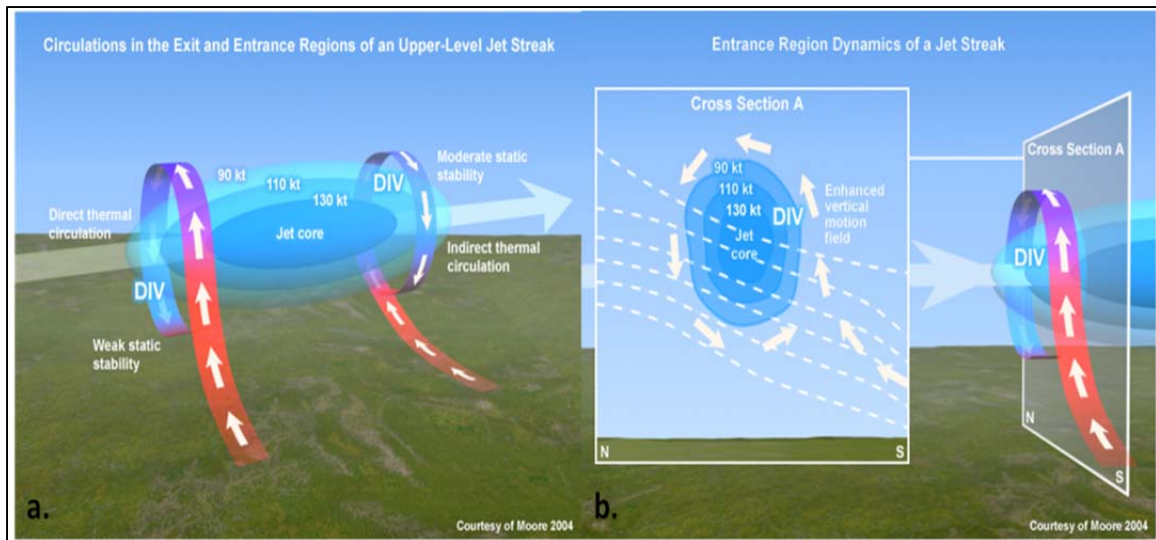 Circulations in the Exit and Entrance Regions of an Upper-Level Jet Streak
90 kt
110 kt
130 kt
Jet core
DIV
Moderate static
stability
Direct thermal
circulation
Indirect thermal
circulation
DIV
Weak static
stability
a.
Courtesy of Moore 2004
Entrance Region Dynamics of a Jet Streak
Cross Section A
90 kt
110 kt
130 kt
Jet
core
DIV
Enhanced
vertical
motion
field
N
S
Cross Section A
DIV
N
S
b.
Courtesy of Moore 2004